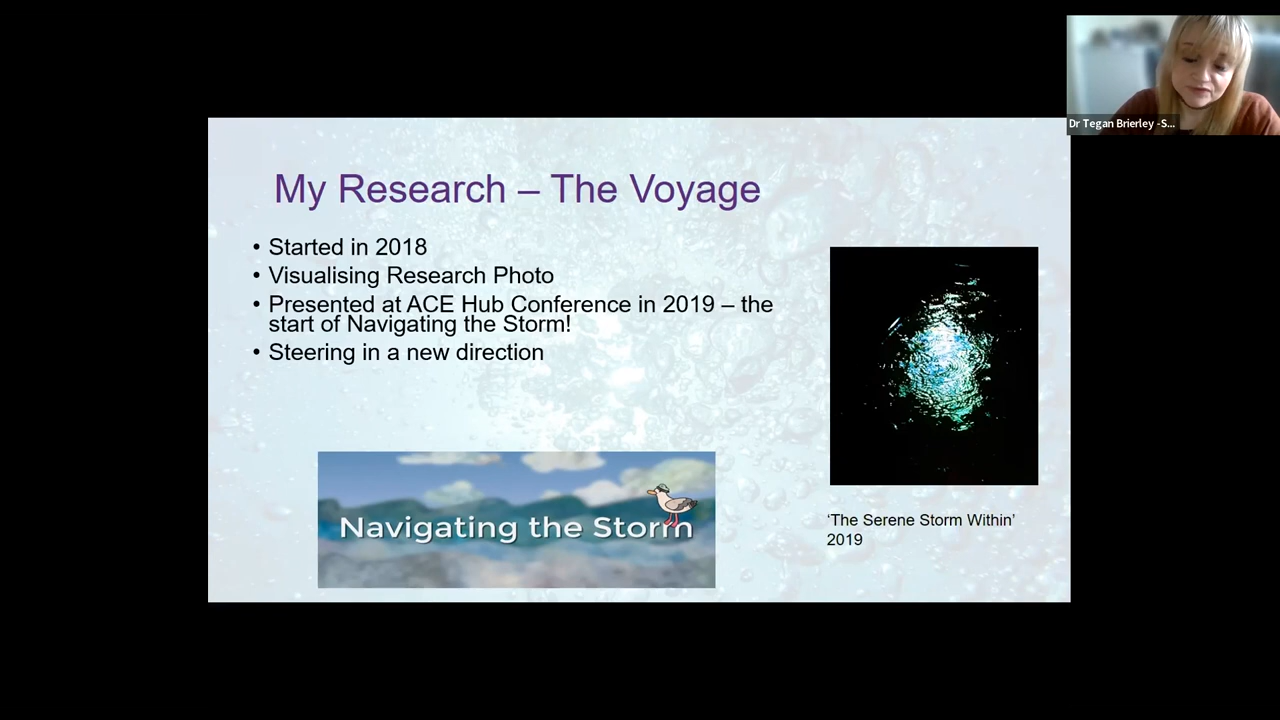 Dr Tegan Brierley -S...
My Research – The Voyage
• Started in 2018
• Visualising Research Photo
• Presented at ACE Hub Conference in 2019 – the
start of Navigating the Storm!
• Steering in a new direction
Navigating the Storm
‘The Serene Storm Within’
2019